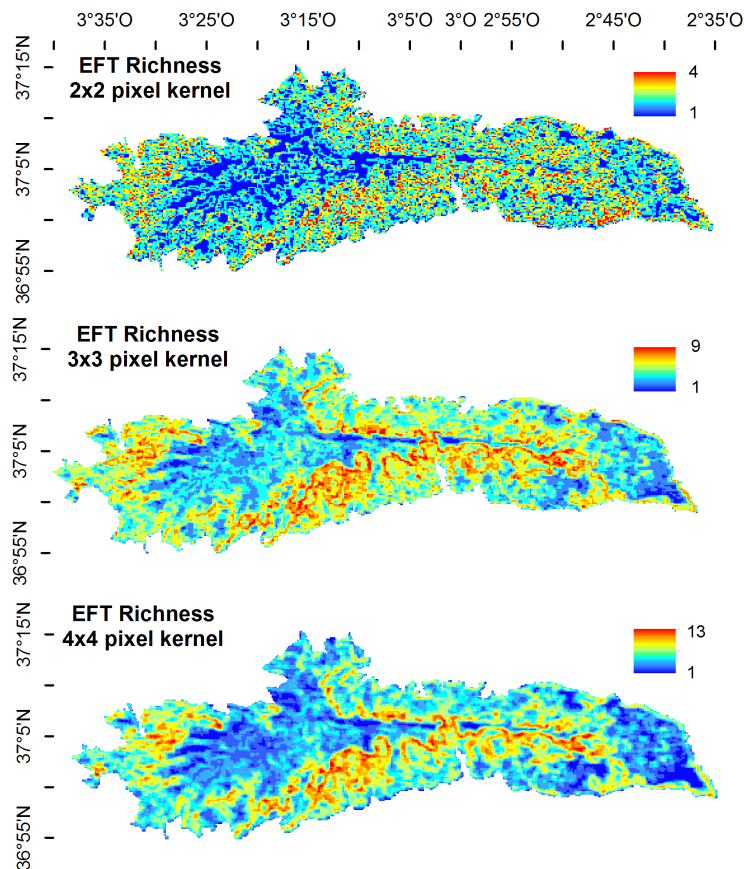 3°35'O 3°25'O 3°15'O 3°5'O 3°O 2°55'O 2°45'O 2°35'O
37°15'N
EFT Richness
2x2 pixel kernel
4
1
37°5'N
36°55'N
37°15'N
EFT Richness
3x3 pixel kernel
9
1
37°5'N
36°55'N
37°15'N
EFT Richness
4x4 pixel kernel
13
1
37°5'N
36°55'N